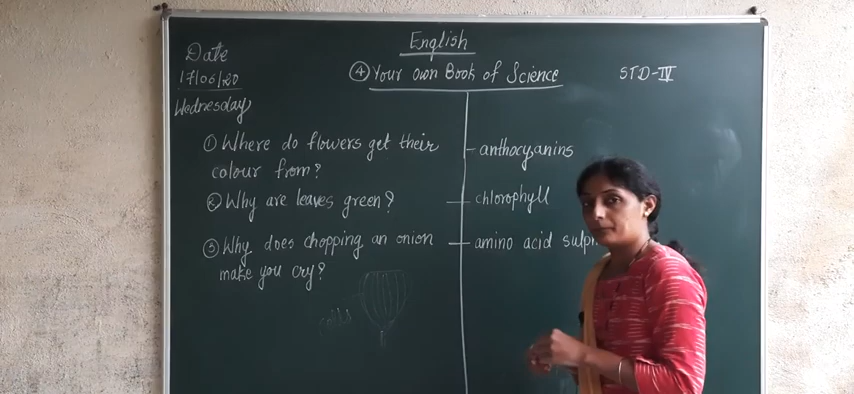 English
Date
17/06/20
Wednesday
④ Your own Book of Science
STD-IV
① Where do flowers get their
colour from?
anthocyanins
② Why are leaves green?
chlorophyll
③ Why does chopping an onion
make you cry?
amino acid